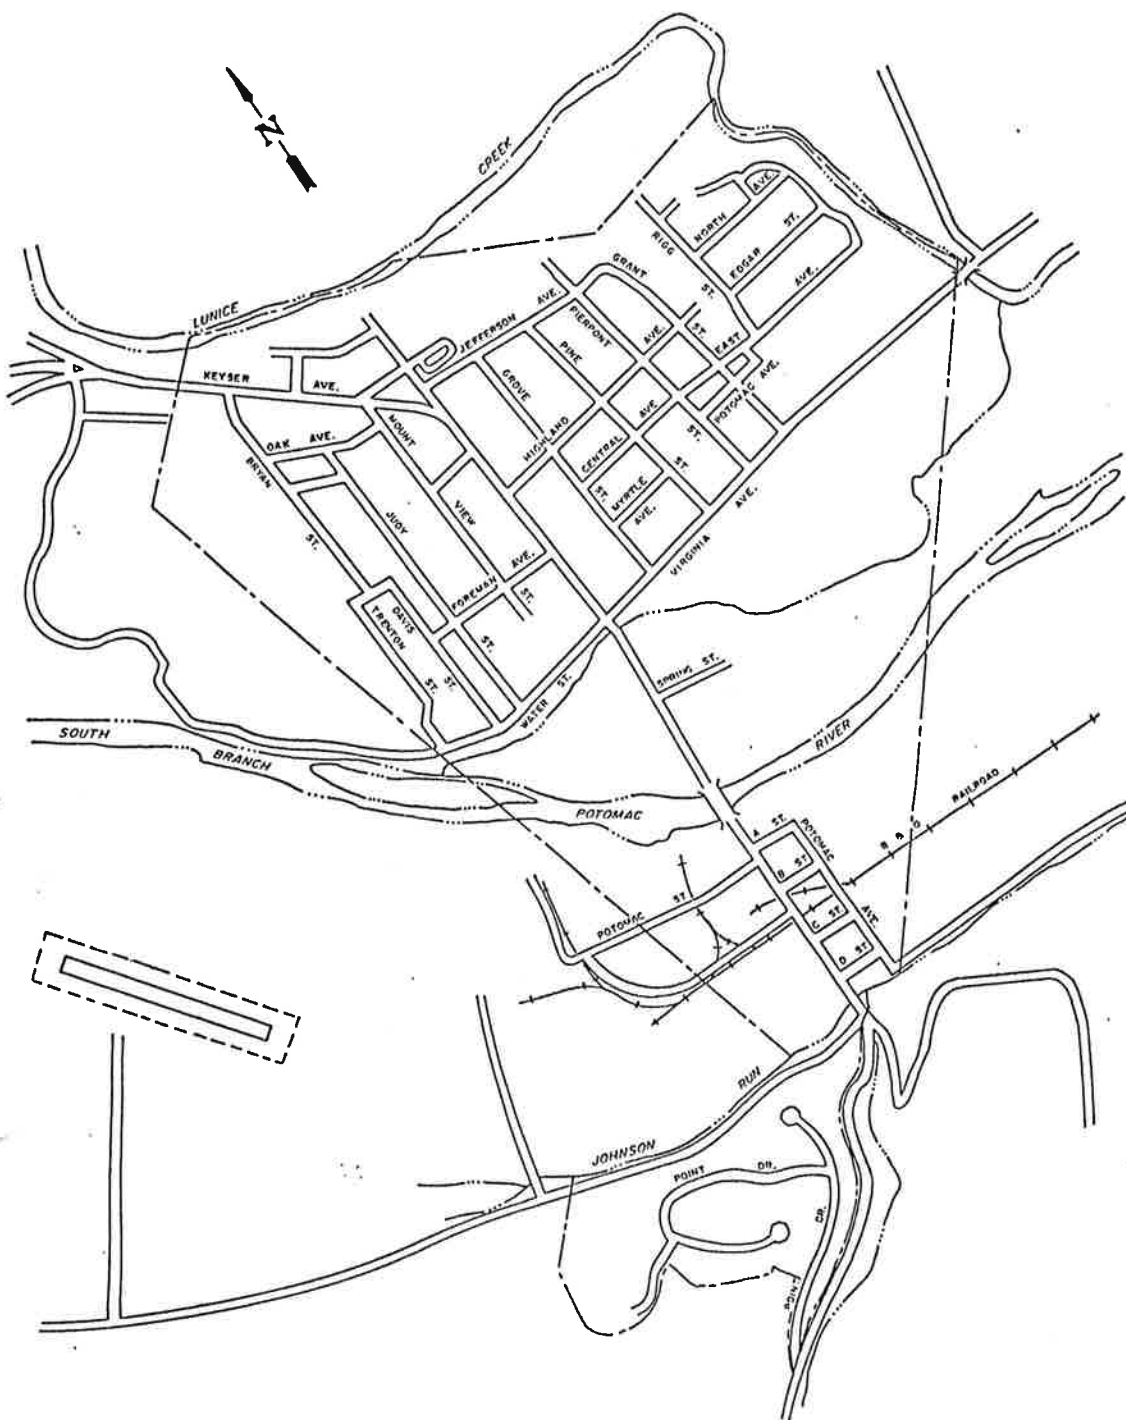 N
CREEK
LUNICE
NORTH AVE.
RIGG ST.
EDGAR ST.
GRANT ST.
EAST AVE.
JEFFERSON AVE.
PIERPONT AVE.
PINE
KEYSER AVE.
GROVE
POTOMAC AVE.
MOUNT
OAK AVE.
HIGHLAND
AVE.
CENTRAL
ST.
BRYAN
ST.
MYRTLE
ST.
JUDY
VIEW
ST.
AVE.
AVE.
VIRGINIA
ST.
AVE.
FOREMAN
ST.
DAVIS
TRENTON
ST.
ST.
ST.
SPRING ST.
WATER ST.
SOUTH
BRANCH
RIVER
POTOMAC
RAILROAD
B & O
A ST.
POTOMAC
B ST.
POTOMAC ST.
AVE.
C ST.
D ST.
RUN
JOHNSON
POINT DR.
DR.
POINT